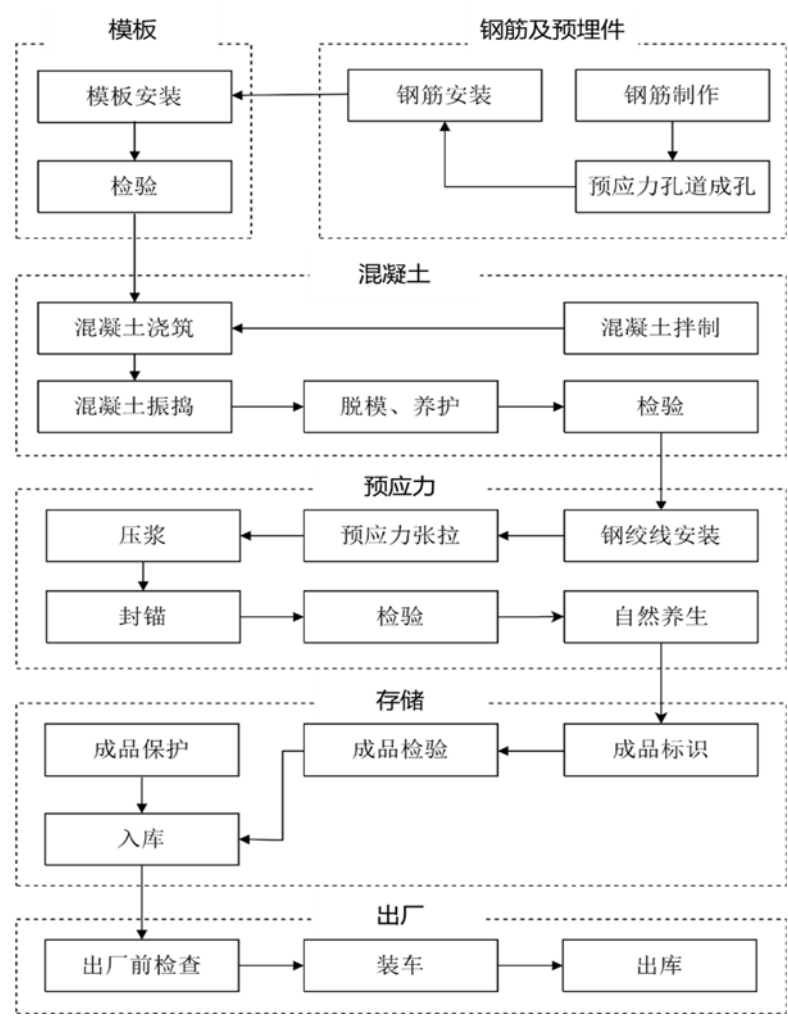 模板
钢筋及预埋件
模板安装
钢筋安装
钢筋制作
检验
预应力孔道成孔
混凝土
混凝土浇筑
混凝土拌制
混凝土振捣
脱模、养护
检验
预应力
压浆
预应力张拉
钢绞线安装
封锚
检验
自然养生
存储
成品保护
成品检验
成品标识
入库
出厂
出厂前检查
装车
出库